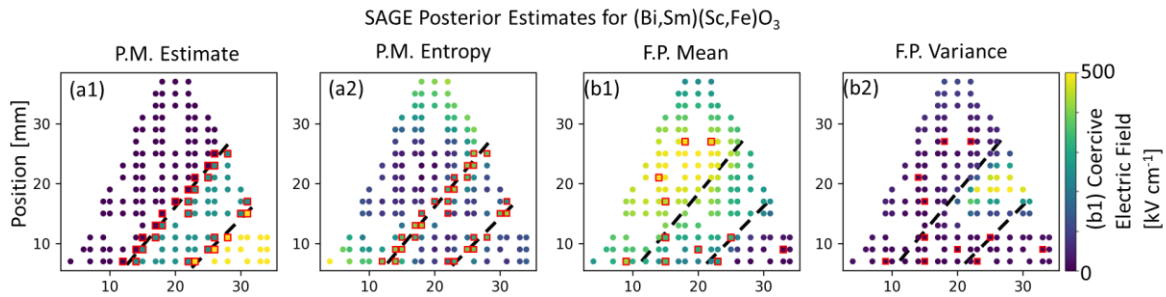 SAGE Posterior Estimates for (Bi,Sm)(Sc,Fe)O₃
P.M. Estimate
P.M. Entropy
F.P. Mean
F.P. Variance
(a1)
(a2)
(b1)
(b2)
Position [mm]
30
20
10
10 20 30
30
20
10
10 20 30
30
20
10
10 20 30
30
20
10
10 20 30
500
0
(b1) Coercive
Electric Field
[kV cm⁻¹]